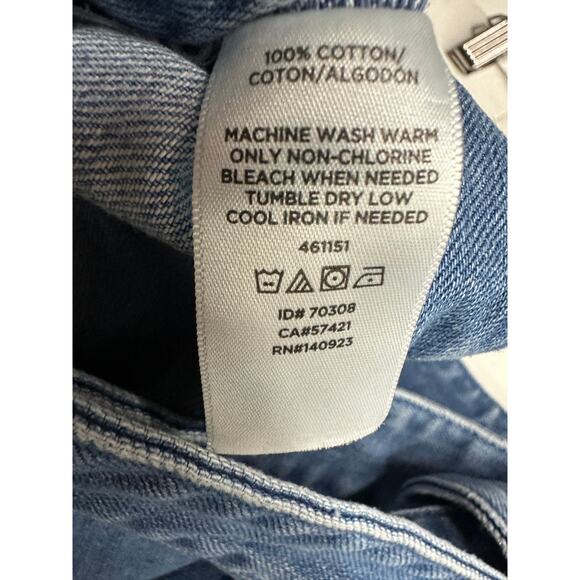 100% COTTON/
COTON/ALGODÓN
MACHINE WASH WARM
ONLY NON-CHLORINE
BLEACH WHEN NEEDED
TUMBLE DRY LOW
COOL IRON IF NEEDED
461151
ID# 70308
CA#57421
RN#140923